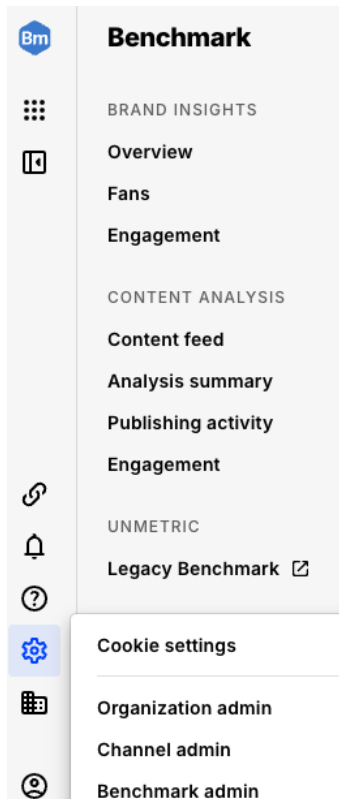 Bm
Benchmark
BRAND INSIGHTS
Overview
Fans
Engagement
CONTENT ANALYSIS
Content feed
Analysis summary
Publishing activity
Engagement
UNMETRIC
Legacy Benchmark
Cookie settings
Organization admin
Channel admin
Benchmark admin